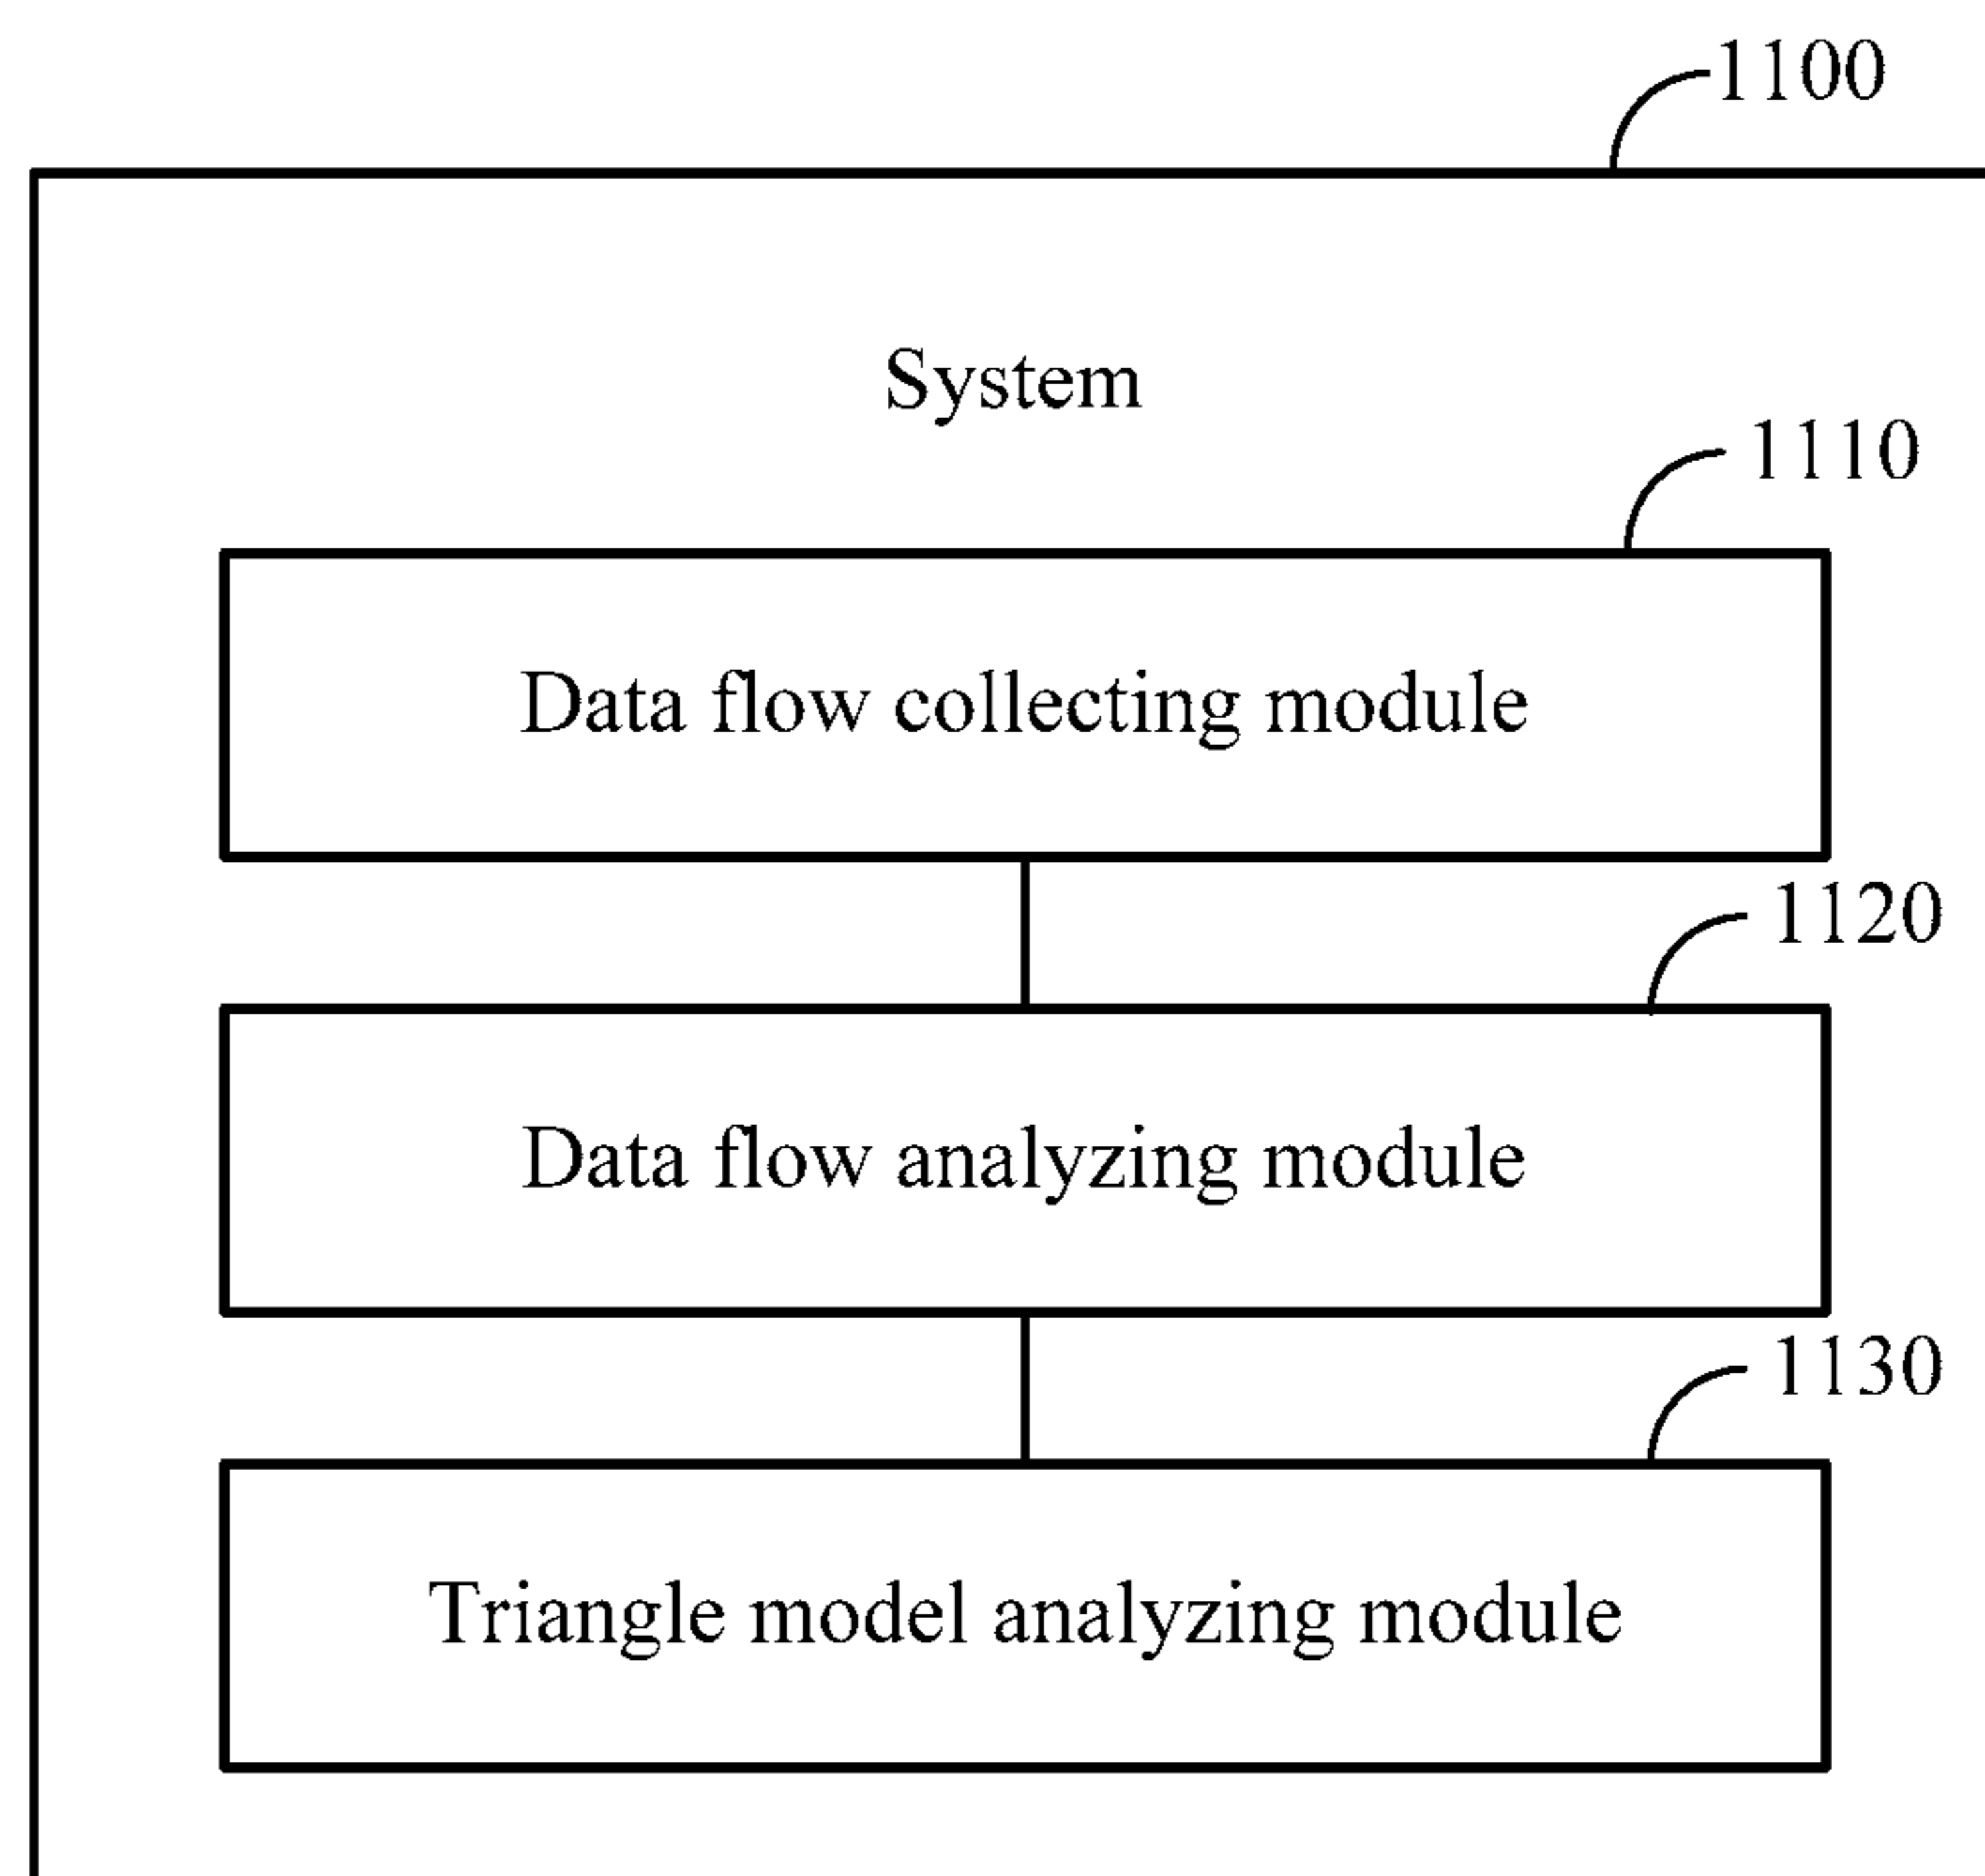 1100
System
1110
Data flow collecting module
1120
Data flow analyzing module
1130
Triangle model analyzing module